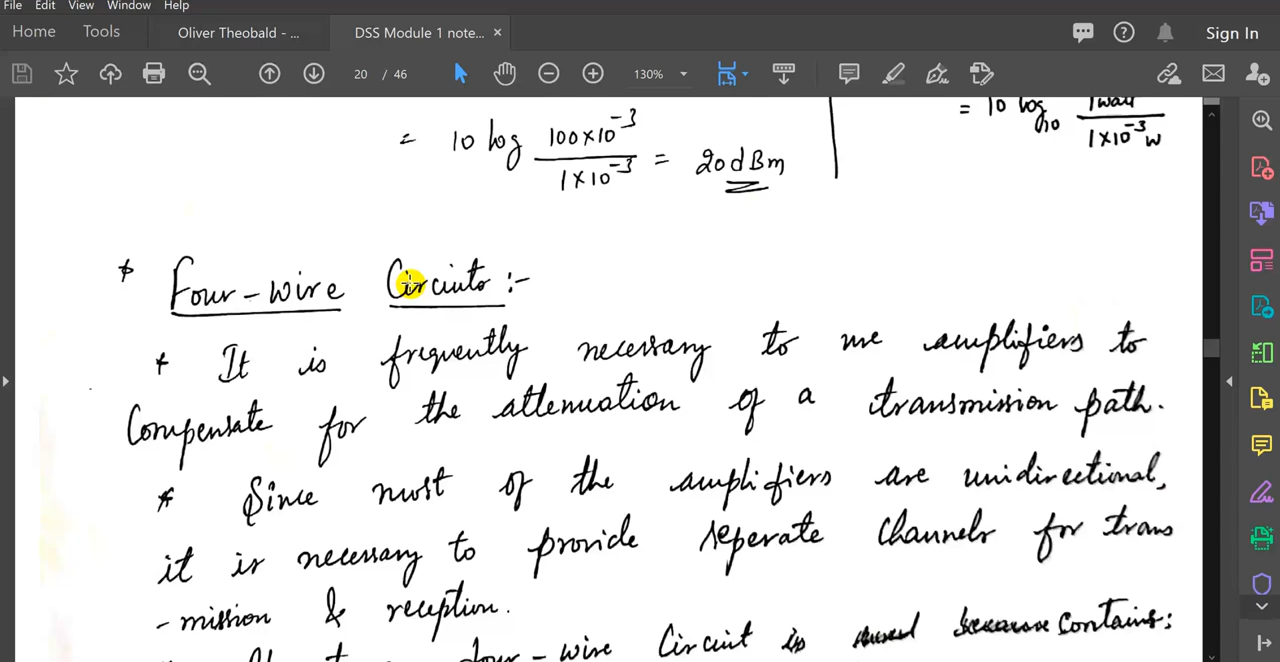 File Edit View Window Help
Home Tools Oliver Theobald - ... DSS Module 1 note... × Sign In
20 / 46 130%
= 10 log 100×10⁻³ / 1×10⁻³ = 20dBm
= 10 log₁₀ 1watt / 1×10⁻³ w
* Four-wire Circuits :-
* It is frequently necessary to use amplifiers to
Compensate for the attenuation of a transmission path.
* Since most of the amplifiers are unidirectional,
it is necessary to provide seperate channels for trans
- mission & reception.
four-wire Circuit is because Contains: